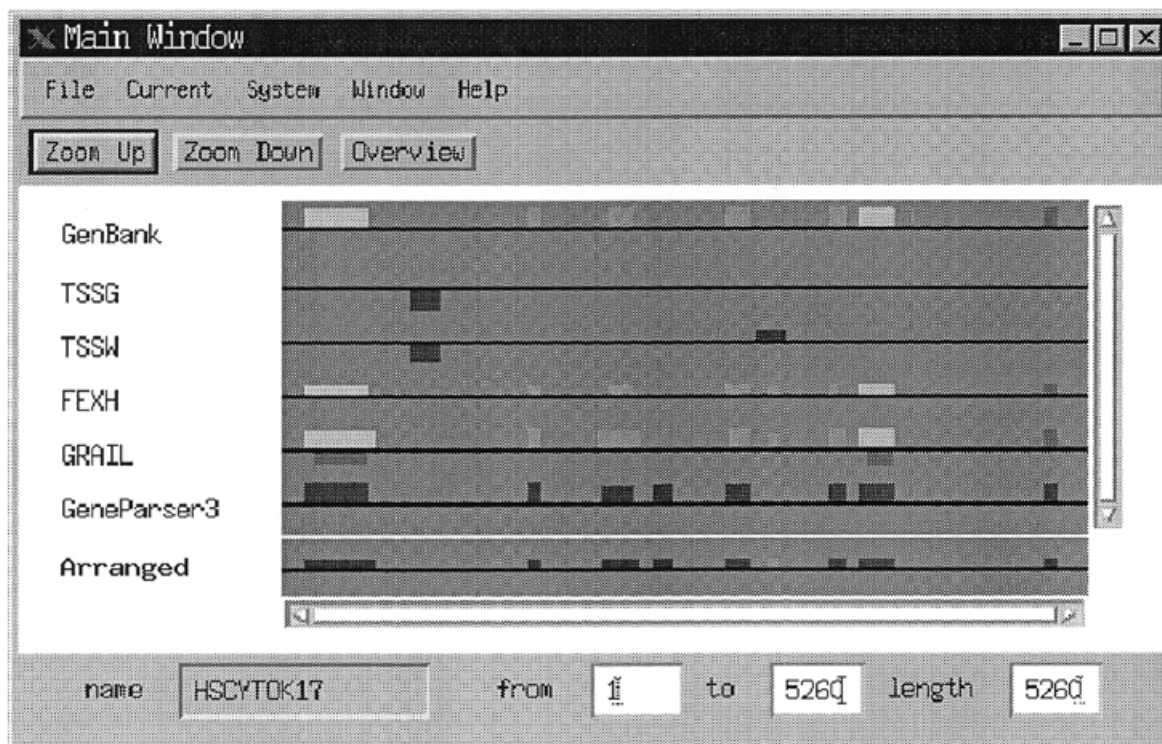 Main Window
File Current System Window Help
Zoom Up Zoom Down Overview
GenBank
TSSG
TSSW
FEXH
GRAIL
GeneParser3
Arranged
name HSCYTOK17 from 1 to 5260 length 5260